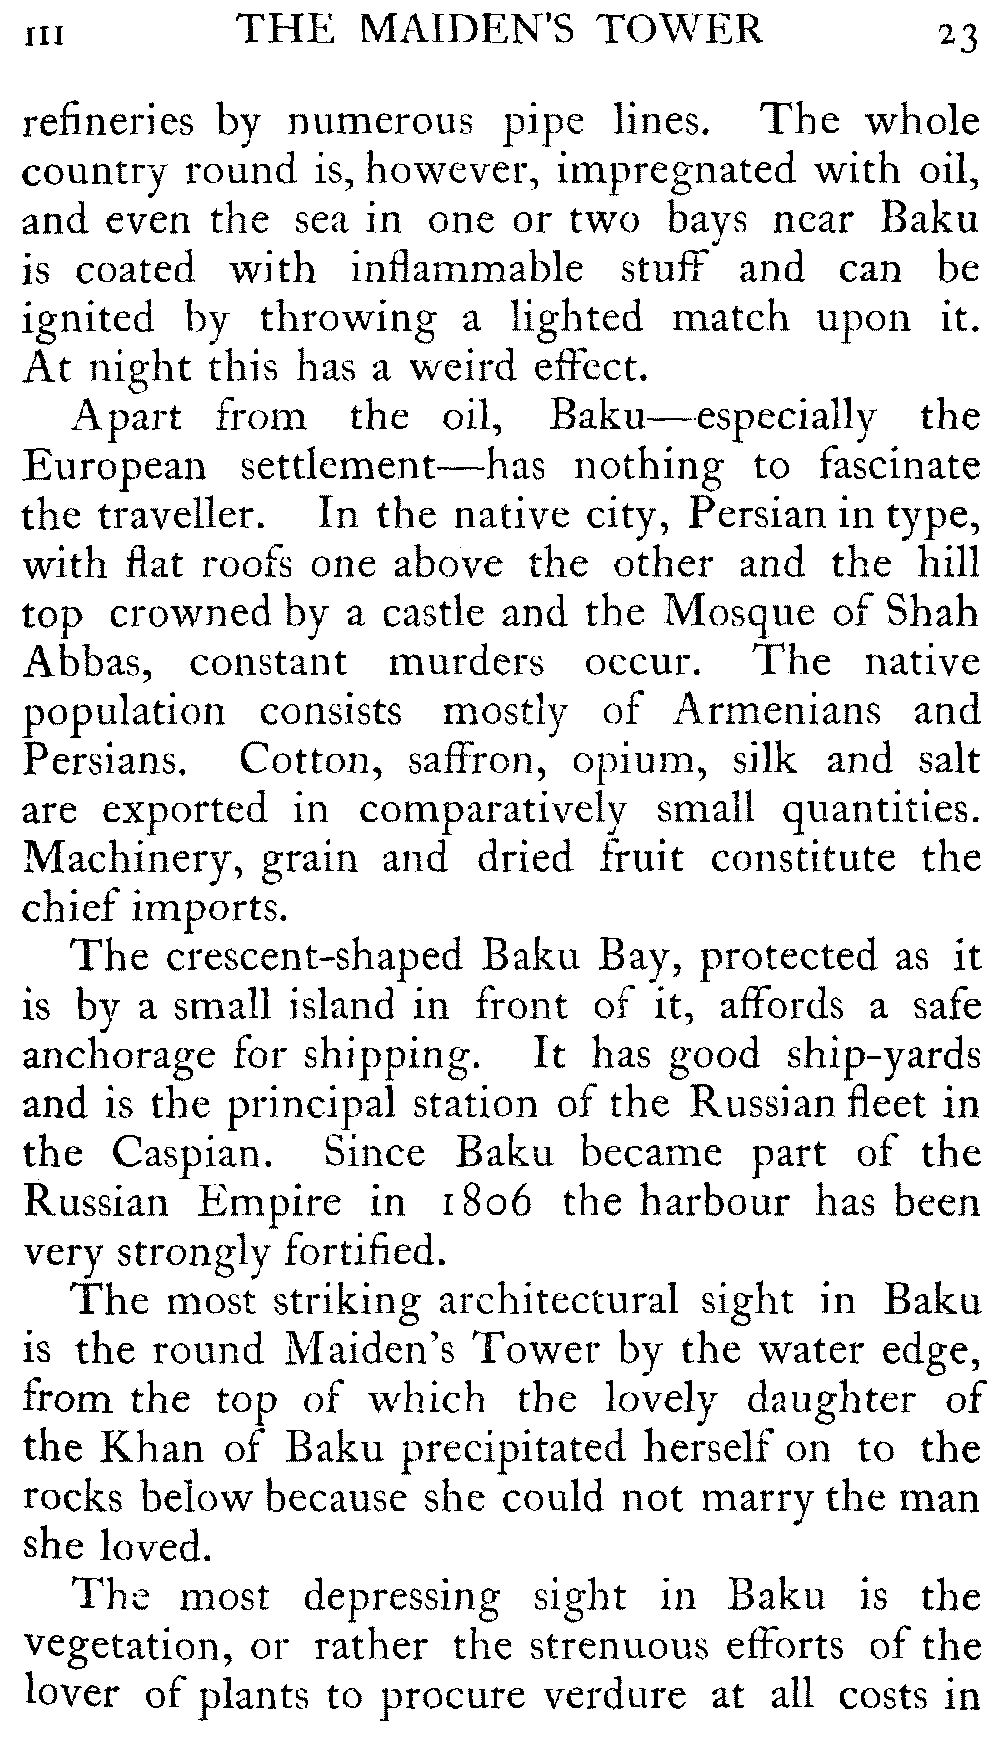 III THE MAIDEN'S TOWER 23
refineries by numerous pipe lines. The whole
country round is, however, impregnated with oil,
and even the sea in one or two bays near Baku
is coated with inflammable stuff and can be
ignited by throwing a lighted match upon it.
At night this has a weird effect.
Apart from the oil, Baku—especially the
European settlement—has nothing to fascinate
the traveller. In the native city, Persian in type,
with flat roofs one above the other and the hill
top crowned by a castle and the Mosque of Shah
Abbas, constant murders occur. The native
population consists mostly of Armenians and
Persians. Cotton, saffron, opium, silk and salt
are exported in comparatively small quantities.
Machinery, grain and dried fruit constitute the
chief imports.
The crescent-shaped Baku Bay, protected as it
is by a small island in front of it, affords a safe
anchorage for shipping. It has good ship-yards
and is the principal station of the Russian fleet in
the Caspian. Since Baku became part of the
Russian Empire in 1806 the harbour has been
very strongly fortified.
The most striking architectural sight in Baku
is the round Maiden's Tower by the water edge,
from the top of which the lovely daughter of
the Khan of Baku precipitated herself on to the
rocks below because she could not marry the man
she loved.
The most depressing sight in Baku is the
vegetation, or rather the strenuous efforts of the
lover of plants to procure verdure at all costs in